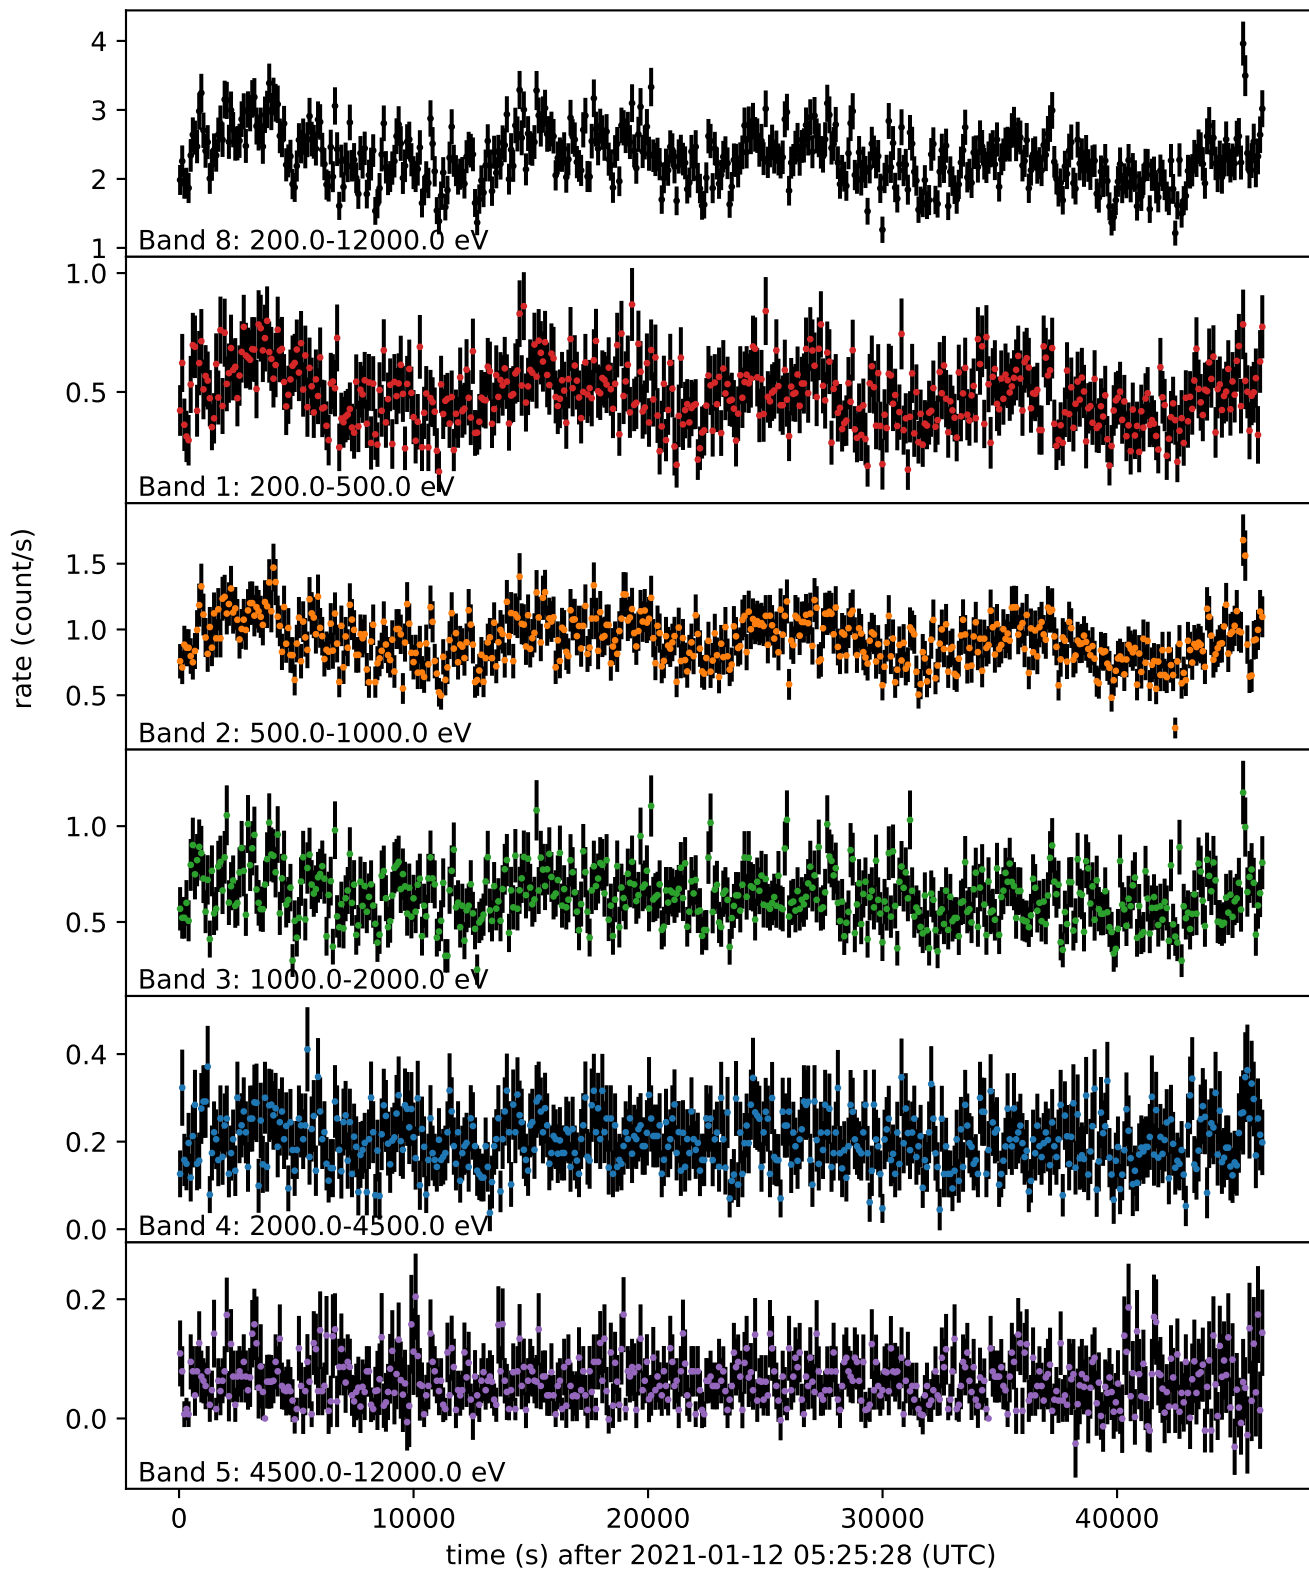 4
3
2
1
Band 8: 200.0-12000.0 eV
1.0
0.5
Band 1: 200.0-500.0 eV
rate (count/s)
1.5
1.0
0.5
Band 2: 500.0-1000.0 eV
1.0
0.5
Band 3: 1000.0-2000.0 eV
0.4
0.2
0.0
Band 4: 2000.0-4500.0 eV
0.2
0.0
Band 5: 4500.0-12000.0 eV
0 10000 20000 30000 40000
time (s) after 2021-01-12 05:25:28 (UTC)